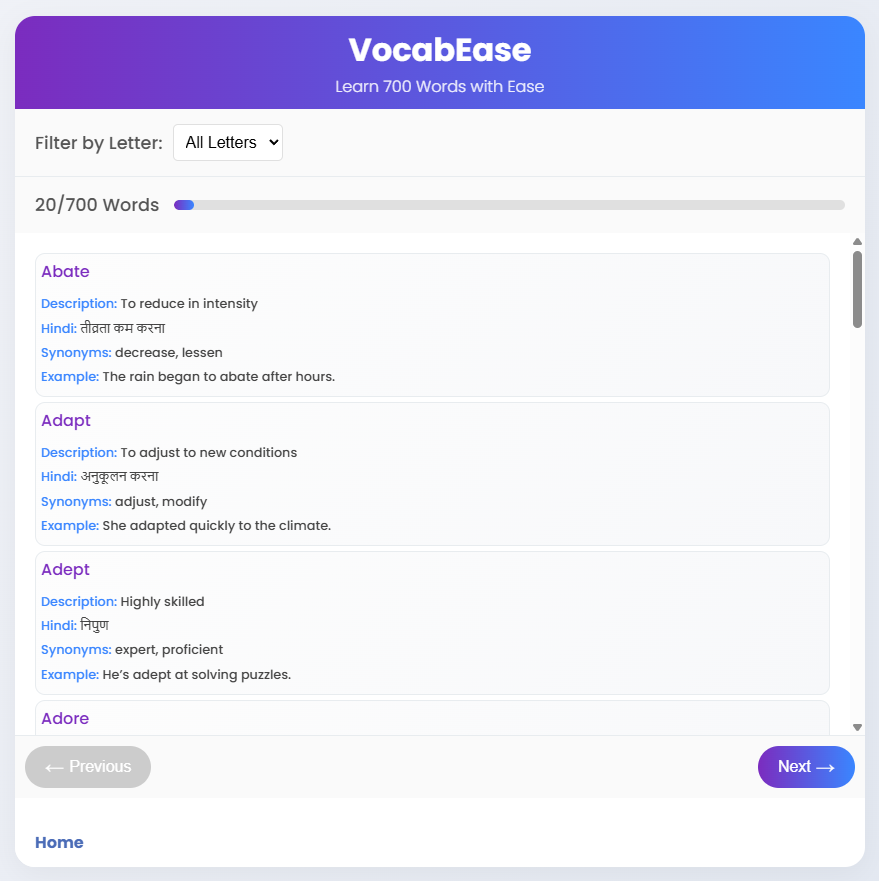 VocabEase
Learn 700 Words with Ease
Filter by Letter: All Letters
20/700 Words
Abate
Description: To reduce in intensity
Hindi: तीव्रता कम करना
Synonyms: decrease, lessen
Example: The rain began to abate after hours.
Adapt
Description: To adjust to new conditions
Hindi: अनुकूलन करना
Synonyms: adjust, modify
Example: She adapted quickly to the climate.
Adept
Description: Highly skilled
Hindi: निपुण
Synonyms: expert, proficient
Example: He’s adept at solving puzzles.
Adore
← Previous Next →
Home